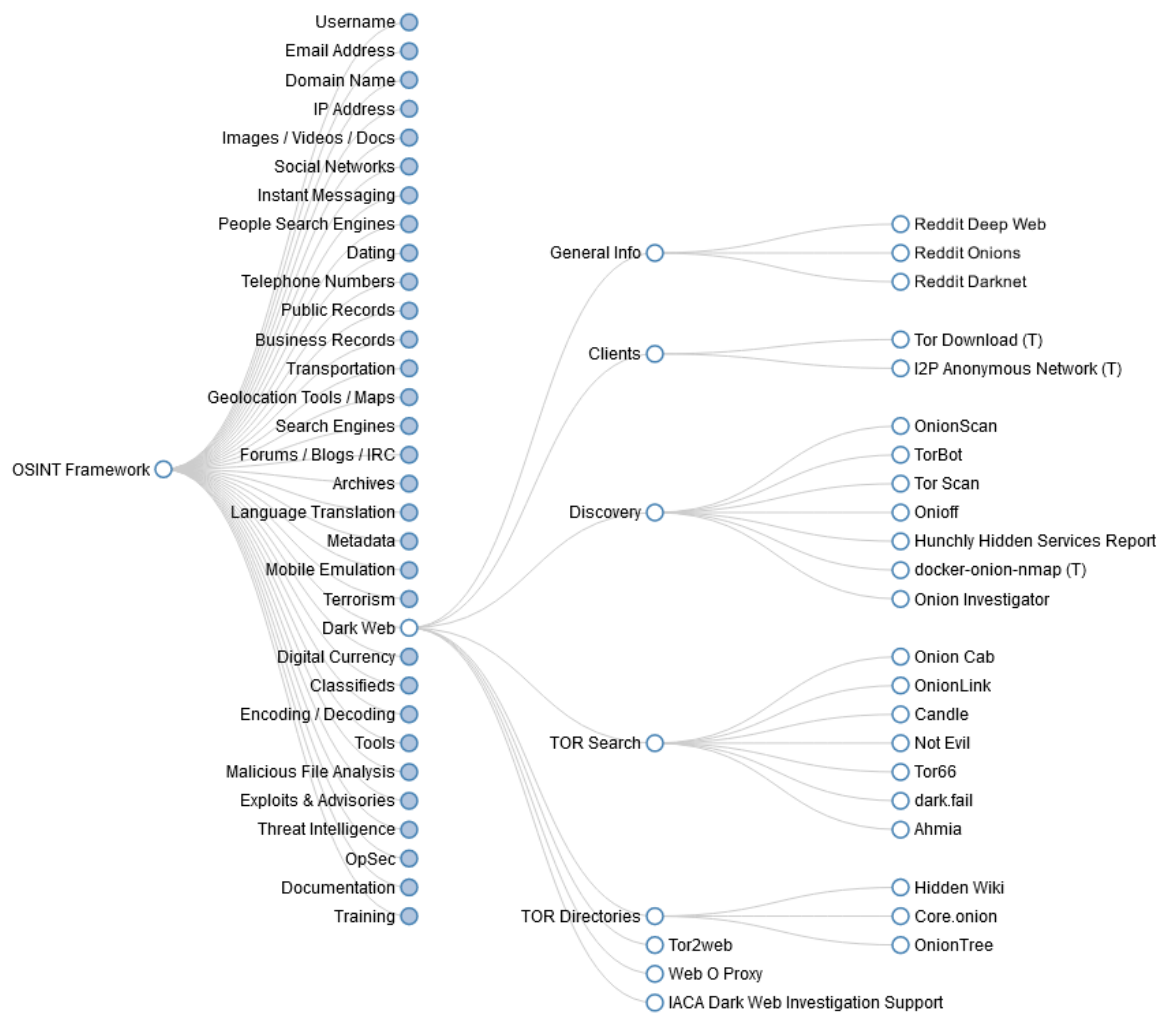 OSINT Framework
Username
Email Address
Domain Name
IP Address
Images / Videos / Docs
Social Networks
Instant Messaging
People Search Engines
Dating
Telephone Numbers
Public Records
Business Records
Transportation
Geolocation Tools / Maps
Search Engines
Forums / Blogs / IRC
Archives
Language Translation
Metadata
Mobile Emulation
Terrorism
Dark Web
Digital Currency
Classifieds
Encoding / Decoding
Tools
Malicious File Analysis
Exploits & Advisories
Threat Intelligence
OpSec
Documentation
Training
General Info
Clients
Discovery
TOR Search
TOR Directories
Tor2web
Web O Proxy
IACA Dark Web Investigation Support
Reddit Deep Web
Reddit Onions
Reddit Darknet
Tor Download (T)
I2P Anonymous Network (T)
OnionScan
TorBot
Tor Scan
Onioff
Hunchly Hidden Services Report
docker-onion-nmap (T)
Onion Investigator
Onion Cab
OnionLink
Candle
Not Evil
Tor66
dark.fail
Ahmia
Hidden Wiki
Core.onion
OnionTree